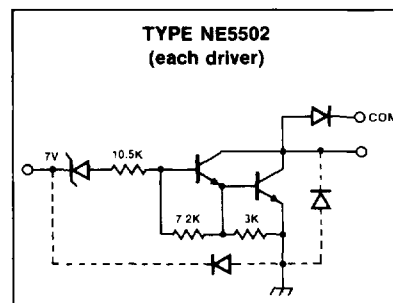 TYPE NE5502
(each driver)
COM
7V
10.5K
7.2K
3K